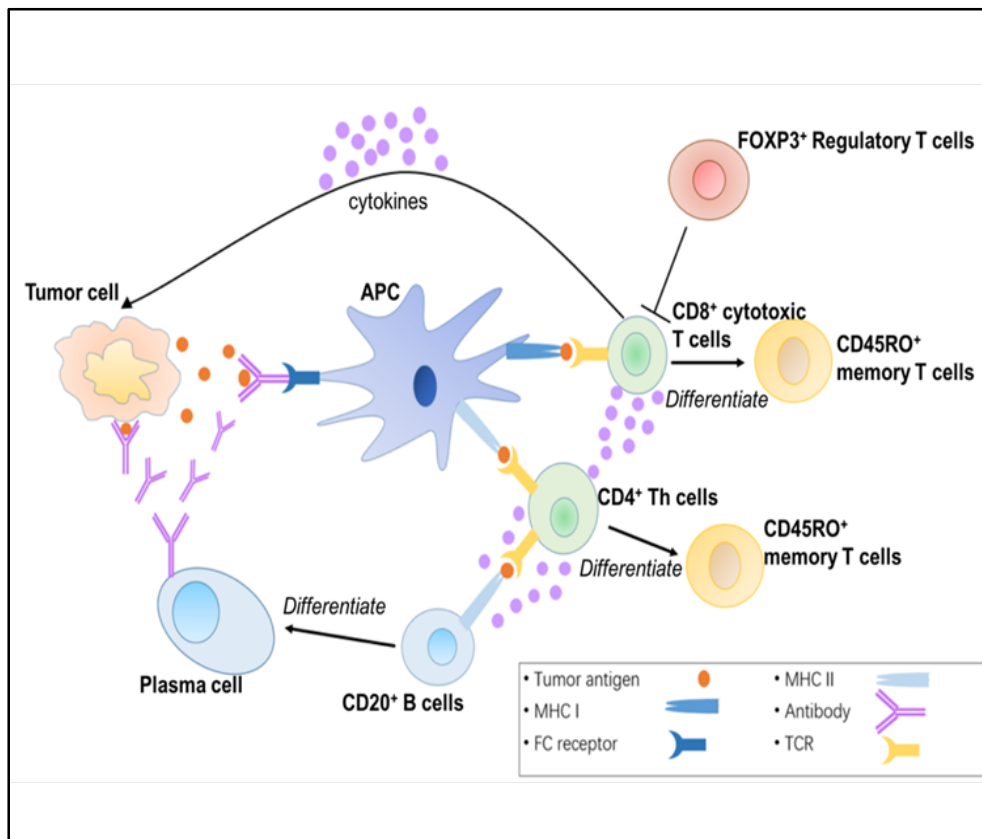 FOXP3⁺ Regulatory T cells
cytokines
Tumor cell
APC
CD8⁺ cytotoxic
T cells
CD45RO⁺
memory T cells
Differentiate
CD4⁺ Th cells
CD45RO⁺
memory T cells
Differentiate
Differentiate
Plasma cell
CD20⁺ B cells
• Tumor antigen
• MHC I
• FC receptor
• MHC II
• Antibody
• TCR